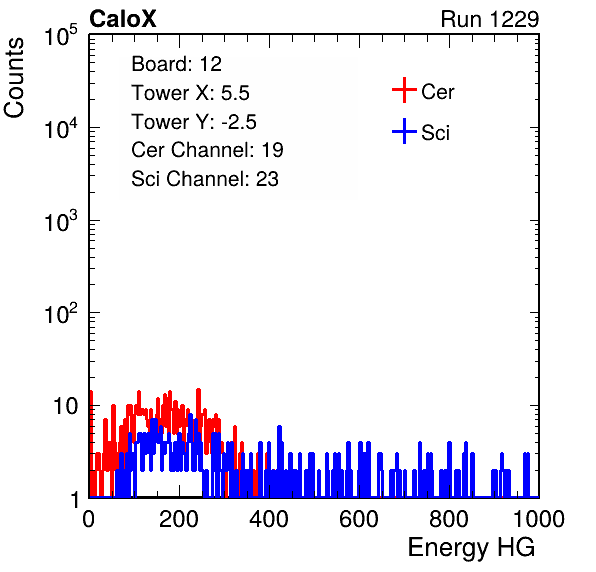 CaloX Run 1229
Counts
Board: 12
Tower X: 5.5
Tower Y: -2.5
Cer Channel: 19
Sci Channel: 23
Cer
Sci
10^5
10^4
10^3
10^2
10
1
0 200 400 600 800 1000
Energy HG